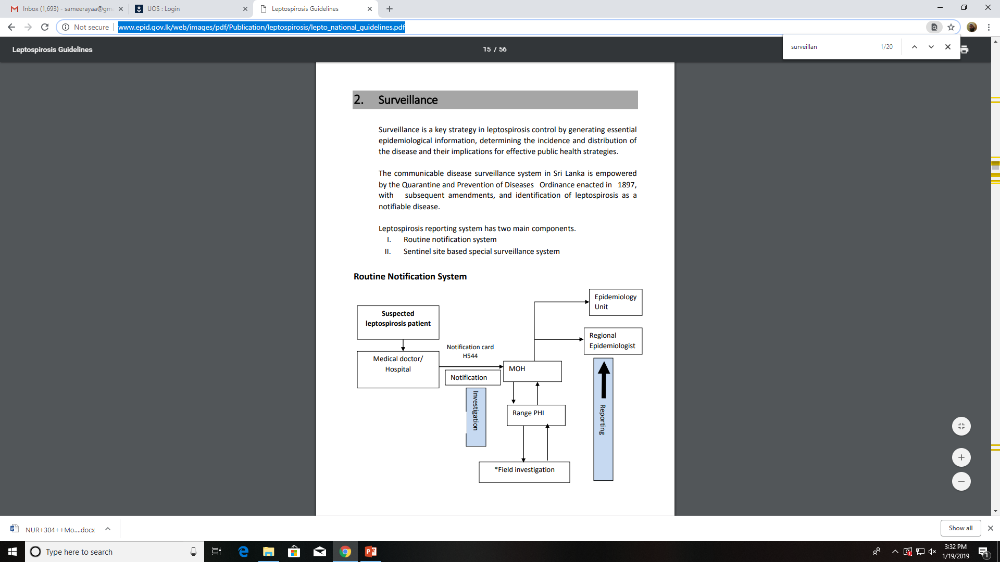 Inbox (1,693) - sameerayaa@gm
UOS : Login
Leptospirosis Guidelines
Not secure
www.epid.gov.lk/web/images/pdf/Publication/leptospirosis/lepto_national_guidelines.pdf
Leptospirosis Guidelines
15 / 56
surveillan
1/20
2. Surveillance
Surveillance is a key strategy in leptospirosis control by generating essential
epidemiological information, determining the incidence and distribution of
the disease and their implications for effective public health strategies.
The communicable disease surveillance system in Sri Lanka is empowered
by the Quarantine and Prevention of Diseases Ordinance enacted in 1897,
with subsequent amendments, and identification of leptospirosis as a
notifiable disease.
Leptospirosis reporting system has two main components.
I. Routine notification system
II. Sentinel site based special surveillance system
Routine Notification System
Epidemiology
Unit
Suspected
leptospirosis patient
Regional
Epidemiologist
Notification card
H544
Medical doctor/
Hospital
MOH
Notification
Investigation
Range PHI
Reporting
*Field investigation
NUR+304++Mo....docx
Show all
Type here to search
3:32 PM
1/19/2019
1